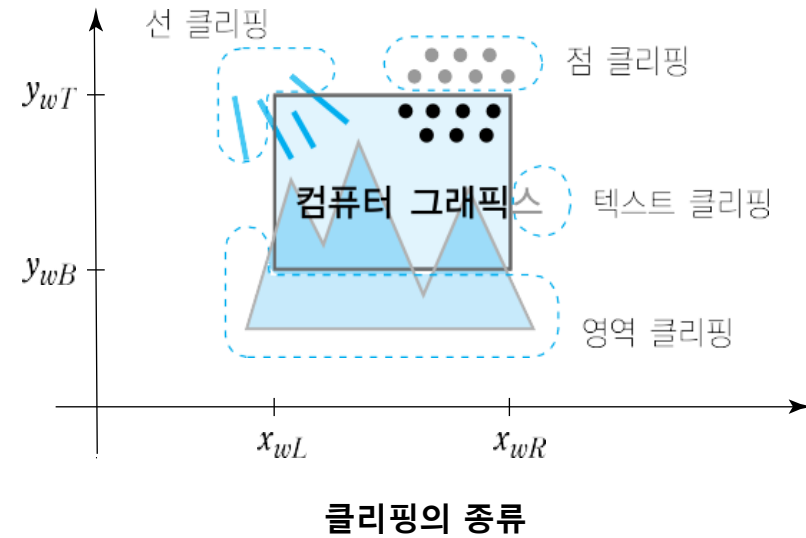 선 클리핑
점 클리핑
y_wT
컴퓨터 그래픽스
텍스트 클리핑
y_wB
영역 클리핑
x_wL
x_wR
클리핑의 종류